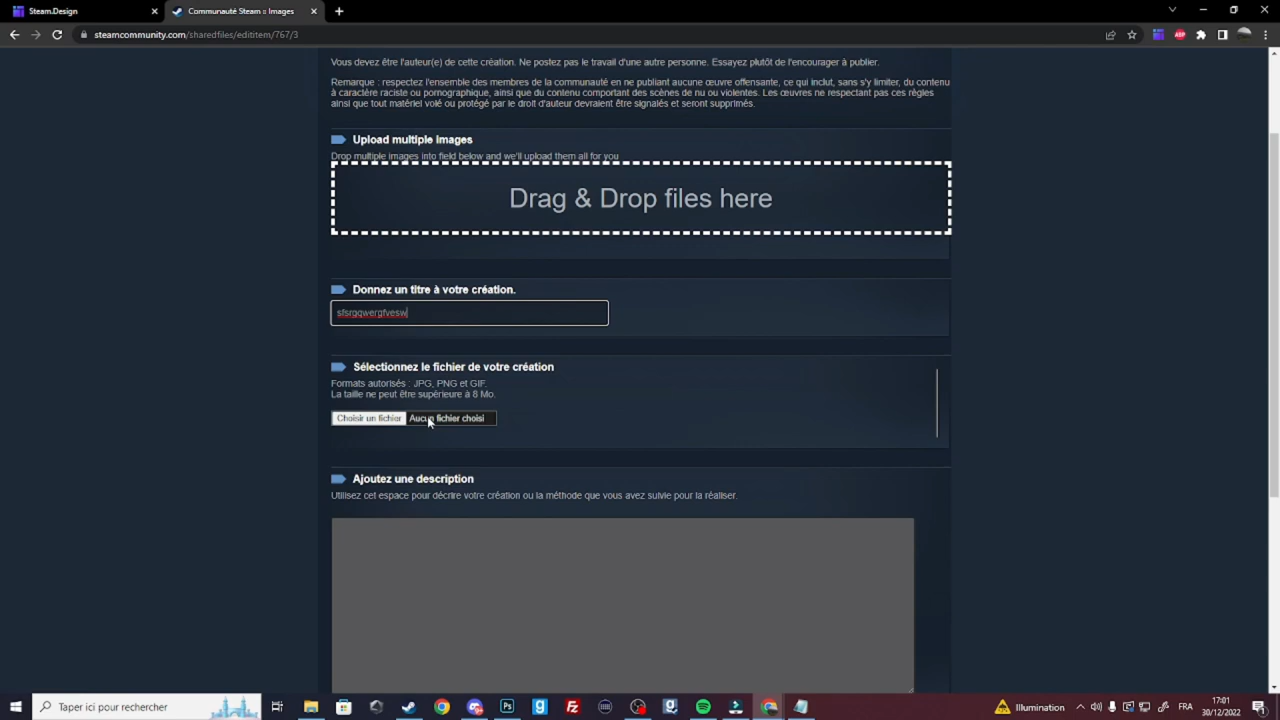 Steam.Design
Communauté Steam :: Images
steamcommunity.com/sharedfiles/edititem/767/3
ABP
Vous devez être l'auteur(e) de cette création. Ne postez pas le travail d'une autre personne. Essayez plutôt de l'encourager à publier.
Remarque : respectez l'ensemble des membres de la communauté en ne publiant aucune œuvre offensante, ce qui inclut, sans s'y limiter, du contenu
à caractère raciste ou pornographique, ainsi que du contenu comportant des scènes de nu ou violentes. Les œuvres ne respectant pas ces règles
ainsi que tout matériel volé ou protégé par le droit d'auteur devraient être signalés et seront supprimés.
Upload multiple images
Drop multiple images into field below and we'll upload them all for you
Drag & Drop files here
Donnez un titre à votre création.
sfsrgqwergfvesw
Sélectionnez le fichier de votre création
Formats autorisés : JPG, PNG et GIF.
La taille ne peut être supérieure à 8 Mo.
Choisir un fichier Aucun fichier choisi
Ajoutez une description
Utilisez cet espace pour décrire votre création ou la méthode que vous avez suivie pour la réaliser.
Taper ici pour rechercher
Ps
Illumination
FRA
17:01
30/12/2022